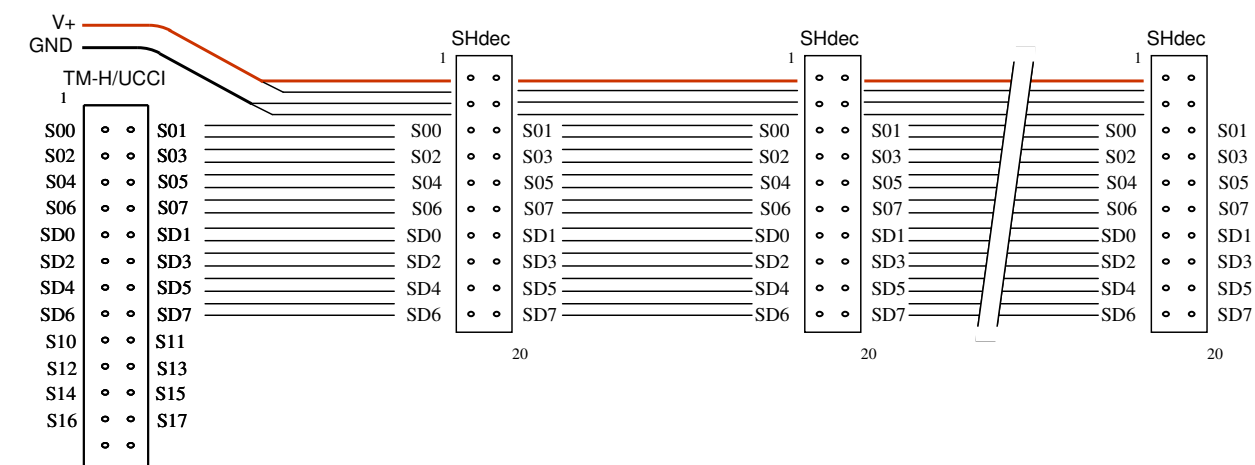 V+
GND
SHdec SHdec SHdec
1 1 1
TM-H/UCCI
1
S00 S01 S00 S01 S00 S01 S00 S01
S02 S03 S02 S03 S02 S03 S02 S03
S04 S05 S04 S05 S04 S05 S04 S05
S06 S07 S06 S07 S06 S07 S06 S07
SD0 SD1 SD0 SD1 SD0 SD1 SD0 SD1
SD2 SD3 SD2 SD3 SD2 SD3 SD2 SD3
SD4 SD5 SD4 SD5 SD4 SD5 SD4 SD5
SD6 SD7 SD6 SD7 SD6 SD7 SD6 SD7
S10 S11
20 20 20
S12 S13
S14 S15
S16 S17